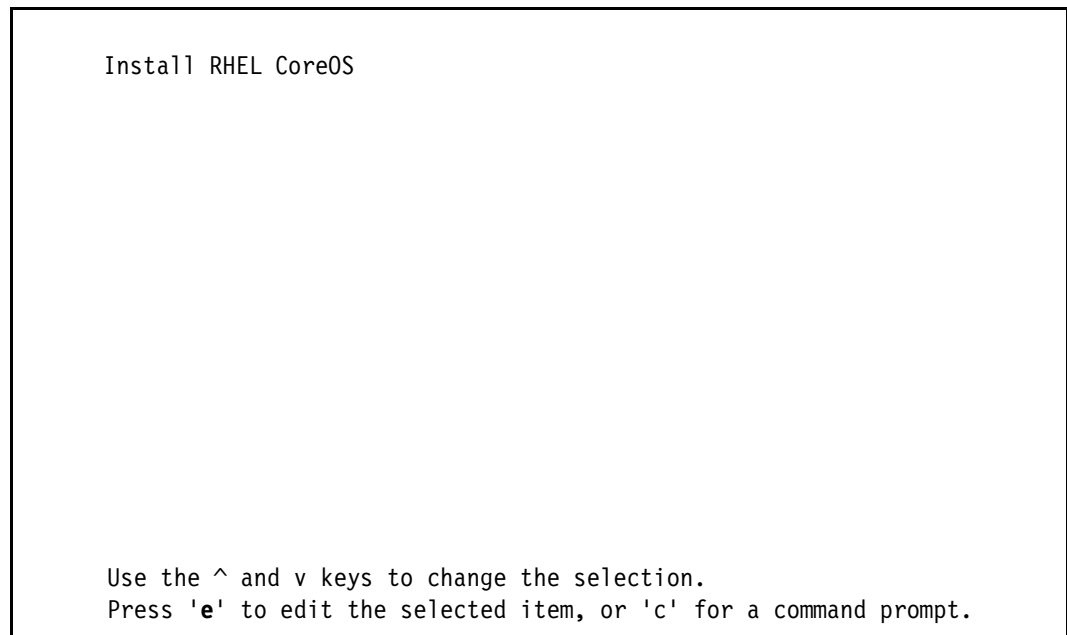 Install RHEL CoreOS
Use the ^ and v keys to change the selection.
Press 'e' to edit the selected item, or 'c' for a command prompt.